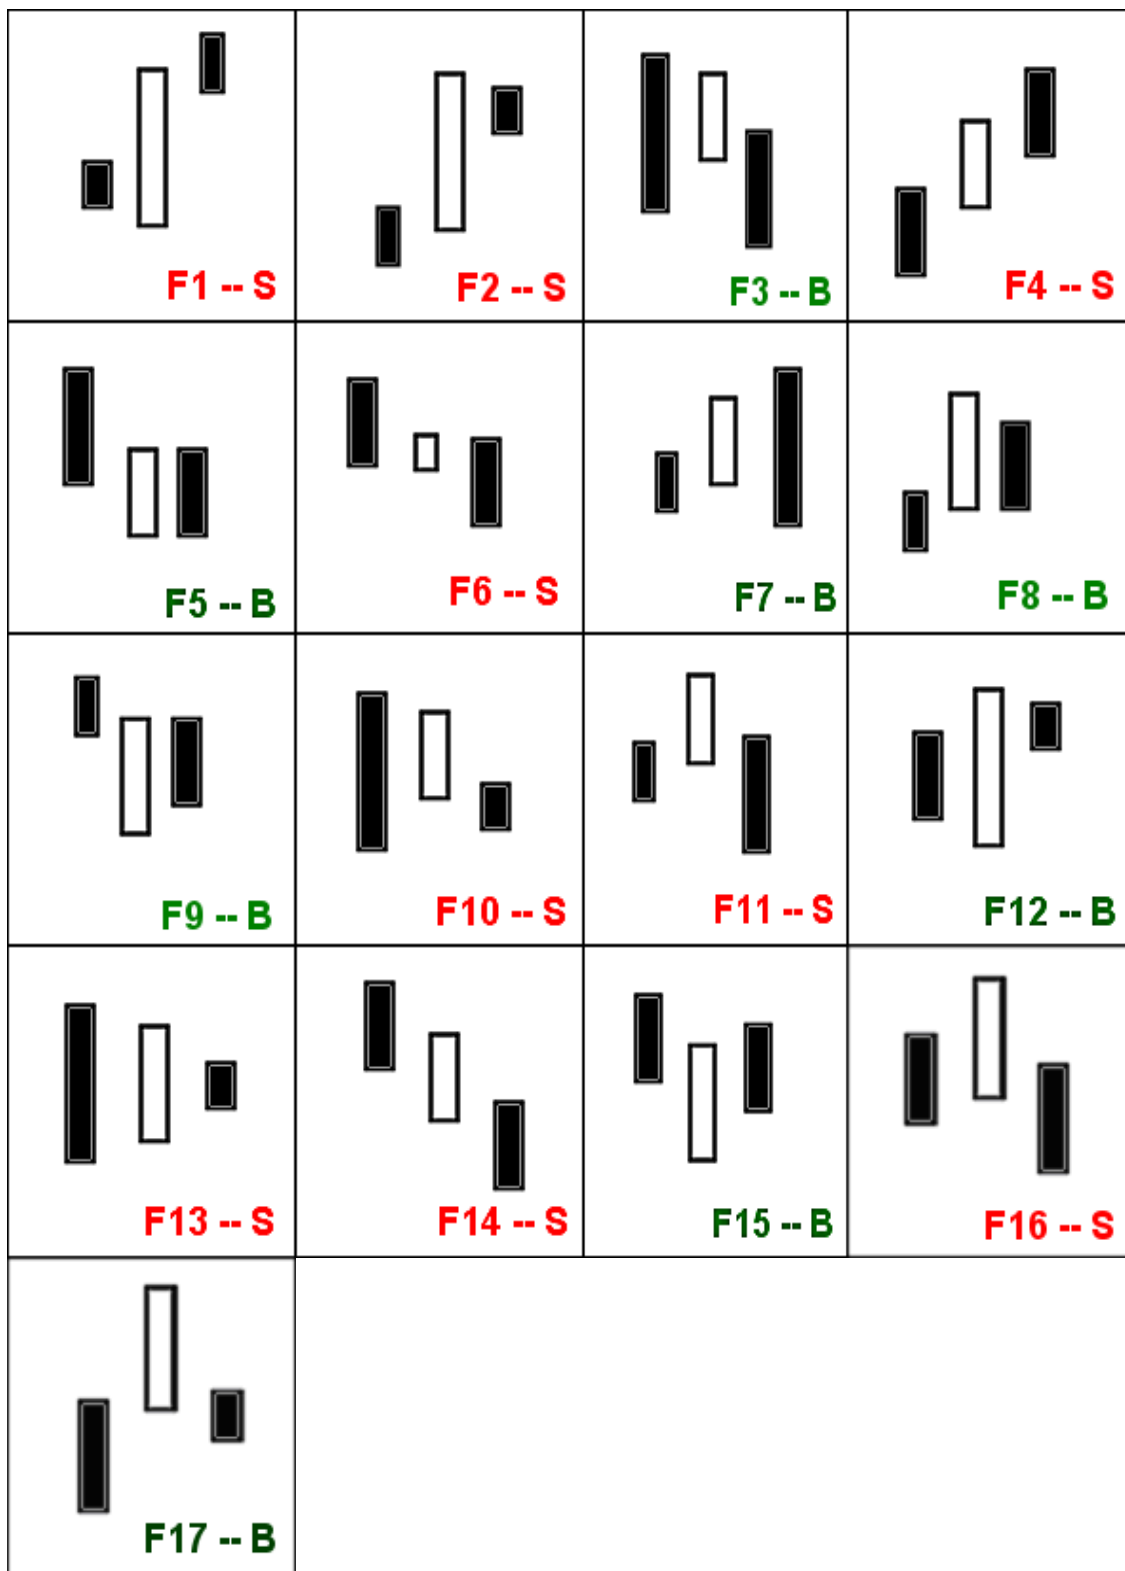 F1 -- S
F2 -- S
F3 -- B
F4 -- S
F5 -- B
F6 -- S
F7 -- B
F8 -- B
F9 -- B
F10 -- S
F11 -- S
F12 -- B
F13 -- S
F14 -- S
F15 -- B
F16 -- S
F17 -- B